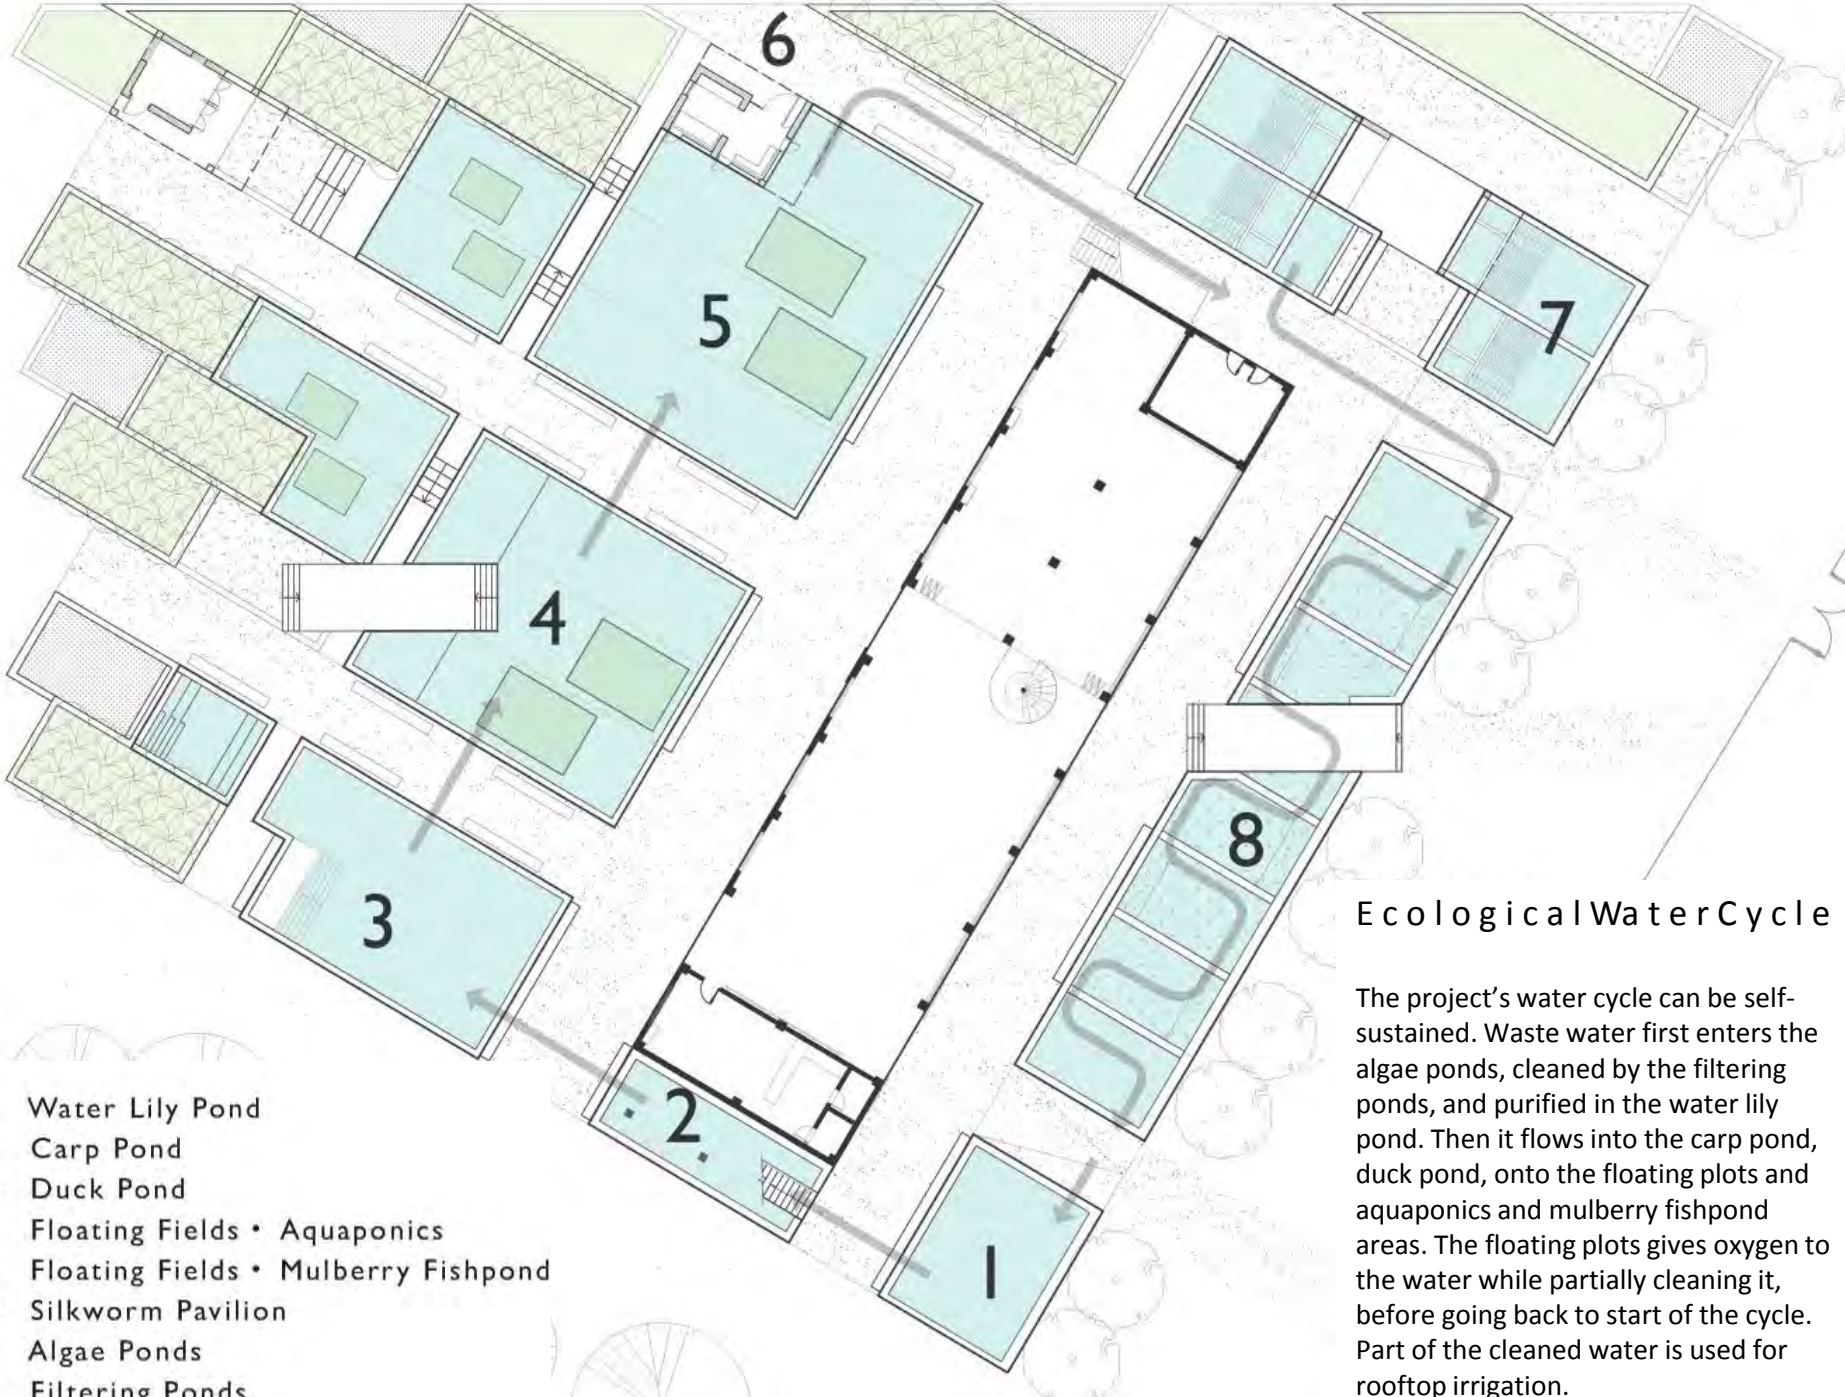 6
5
7
4
8
3
2
1
Ecological Water Cycle
The project's water cycle can be self-
sustained. Waste water first enters the
algae ponds, cleaned by the filtering
ponds, and purified in the water lily
pond. Then it flows into the carp pond,
duck pond, onto the floating plots and
aquaponics and mulberry fishpond
areas. The floating plots gives oxygen to
the water while partially cleaning it,
before going back to start of the cycle.
Part of the cleaned water is used for
rooftop irrigation.
Water Lily Pond
Carp Pond
Duck Pond
Floating Fields • Aquaponics
Floating Fields • Mulberry Fishpond
Silkworm Pavilion
Algae Ponds
Filtering Ponds